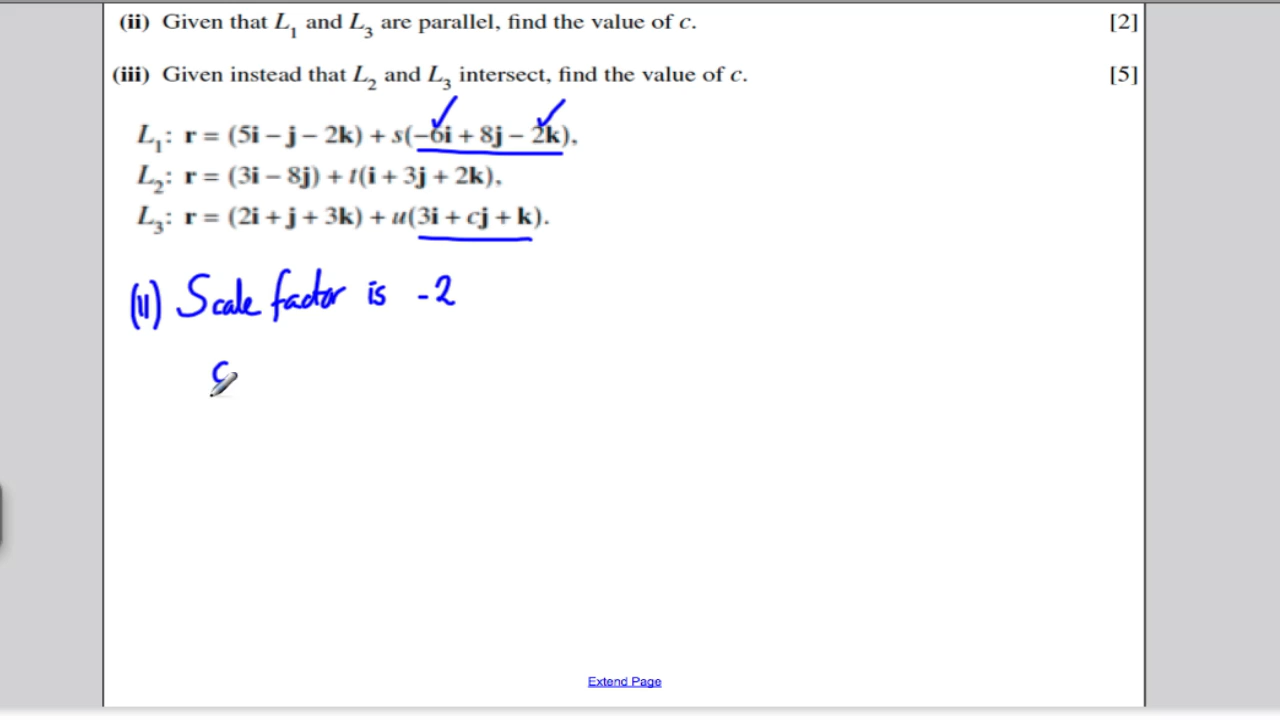 (ii) Given that L₁ and L₃ are parallel, find the value of c. [2]
(iii) Given instead that L₂ and L₃ intersect, find the value of c. [5]
L₁: r = (5i − j − 2k) + s(−6i + 8j − 2k),
L₂: r = (3i − 8j) + t(i + 3j + 2k),
L₃: r = (2i + j + 3k) + u(3i + cj + k).
(ii) Scale factor is -2
Extend Page